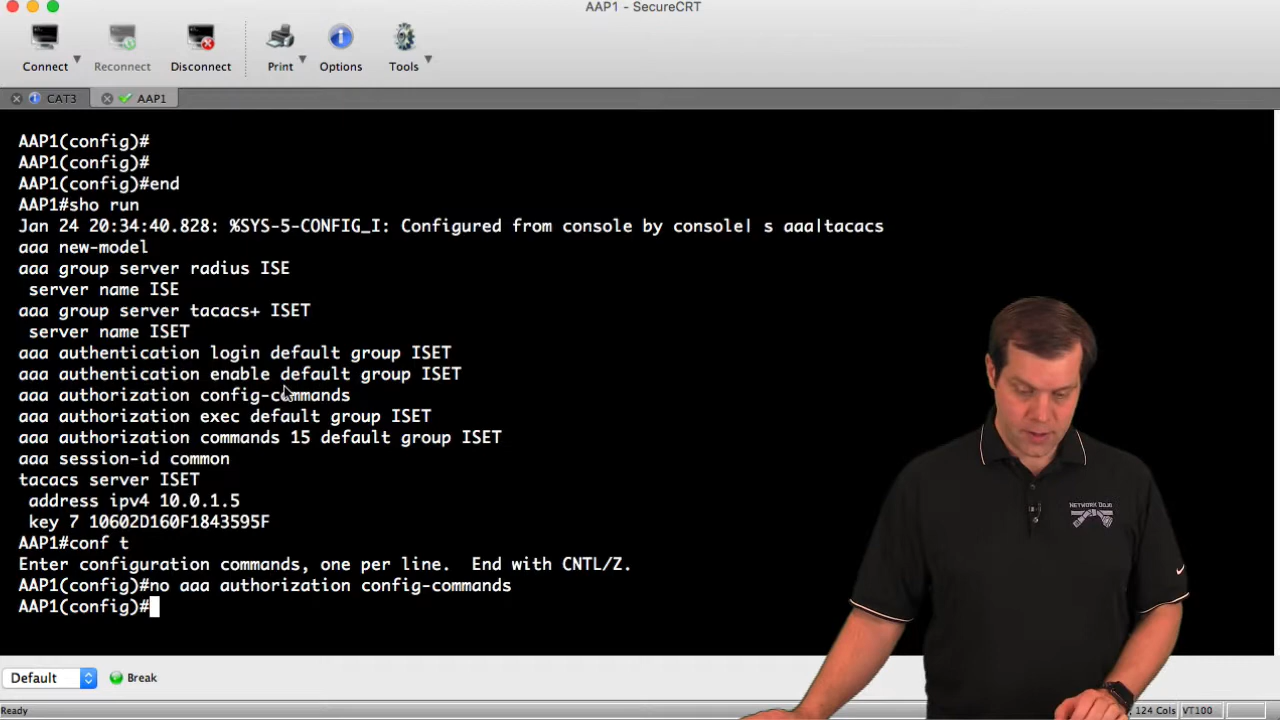 AAP1 - SecureCRT
Connect
Reconnect
Disconnect
Print
Options
Tools
CAT3
AAP1
AAP1(config)#
AAP1(config)#
AAP1(config)#end
AAP1#sho run
Jan 24 20:34:40.828: %SYS-5-CONFIG_I: Configured from console by console| s aaa|tacacs
aaa new-model
aaa group server radius ISE
server name ISE
aaa group server tacacs+ ISET
server name ISET
aaa authentication login default group ISET
aaa authentication enable default group ISET
aaa authorization config-commands
aaa authorization exec default group ISET
aaa authorization commands 15 default group ISET
aaa session-id common
tacacs server ISET
address ipv4 10.0.1.5
key 7 10602D160F1843595F
AAP1#conf t
Enter configuration commands, one per line.  End with CNTL/Z.
AAP1(config)#no aaa authorization config-commands
AAP1(config)#
NETWORK DOJO
Default
Break
Ready
, 124 Cols
VT100